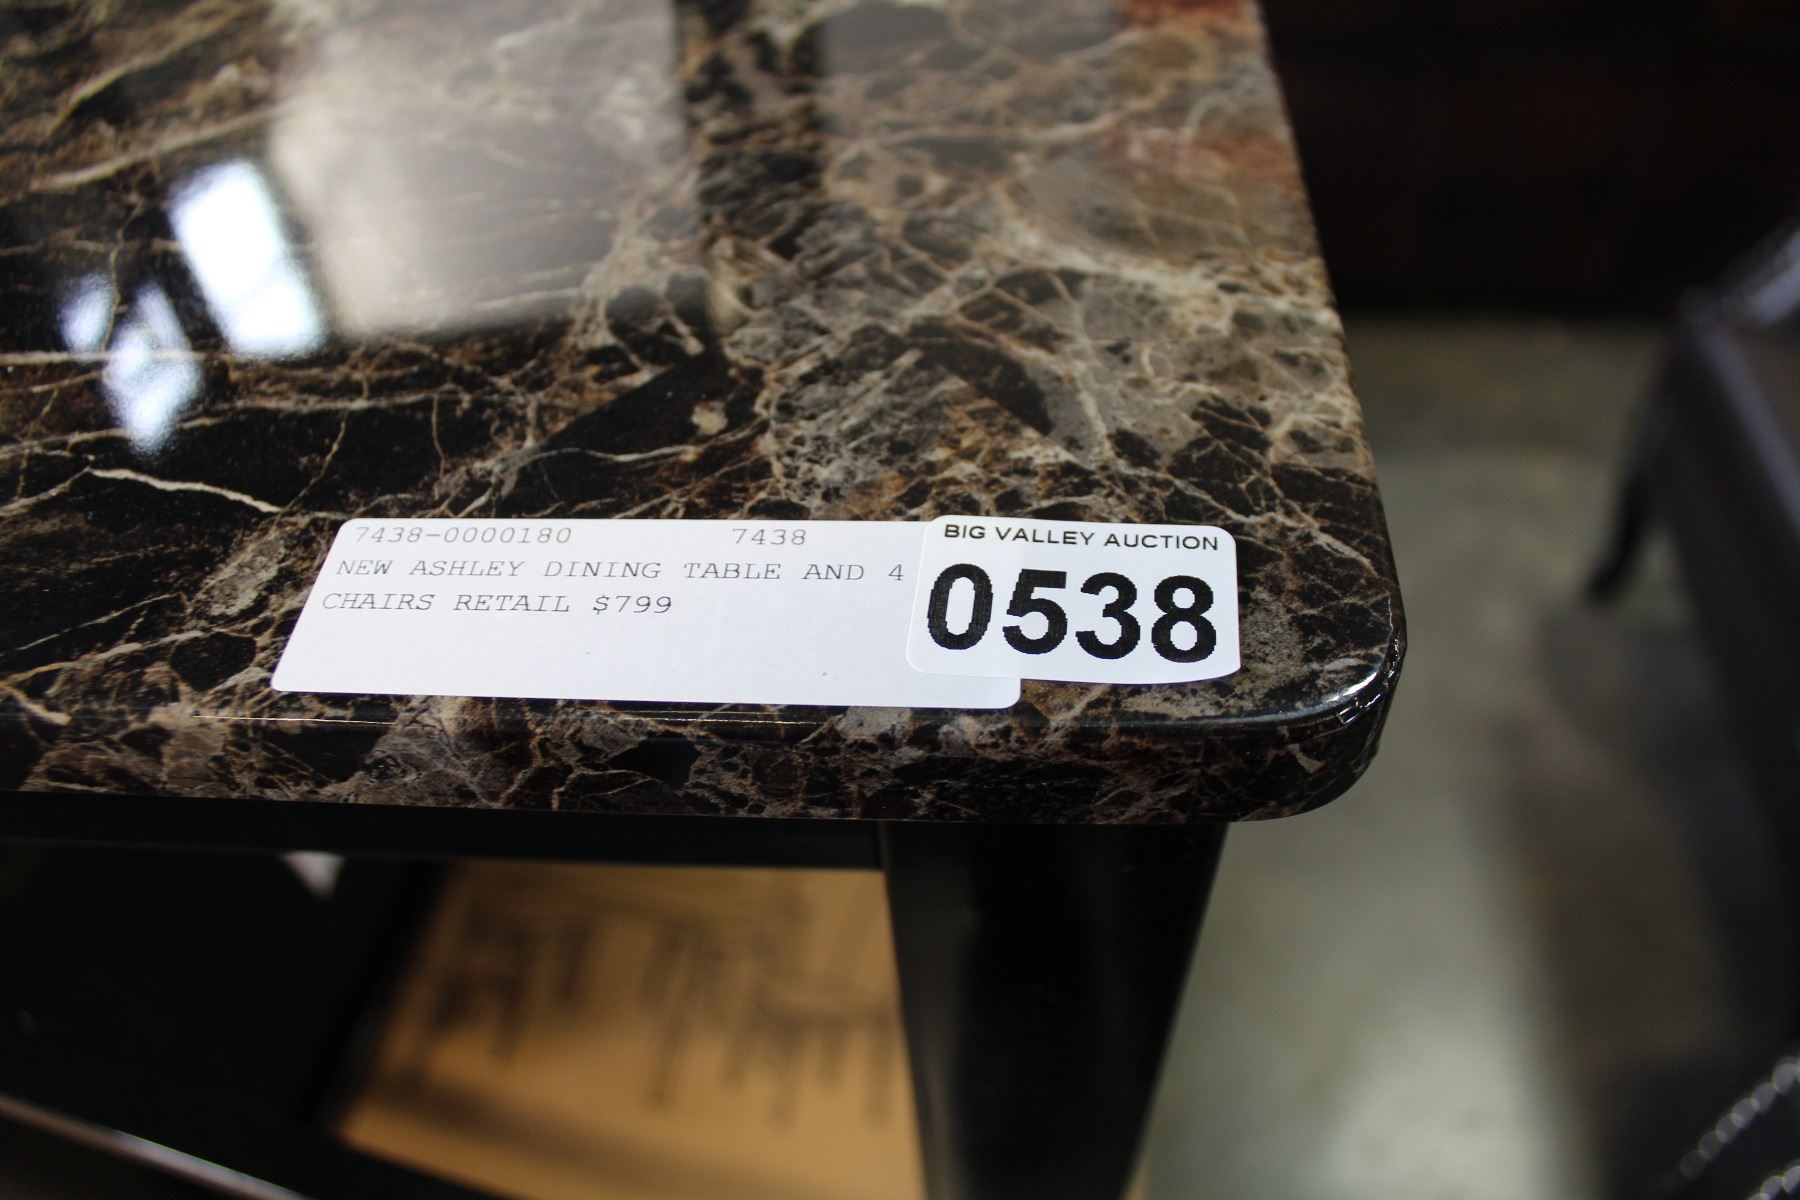 7438-0000180 7438
NEW ASHLEY DINING TABLE AND 4
CHAIRS RETAIL $799
BIG VALLEY AUCTION
0538